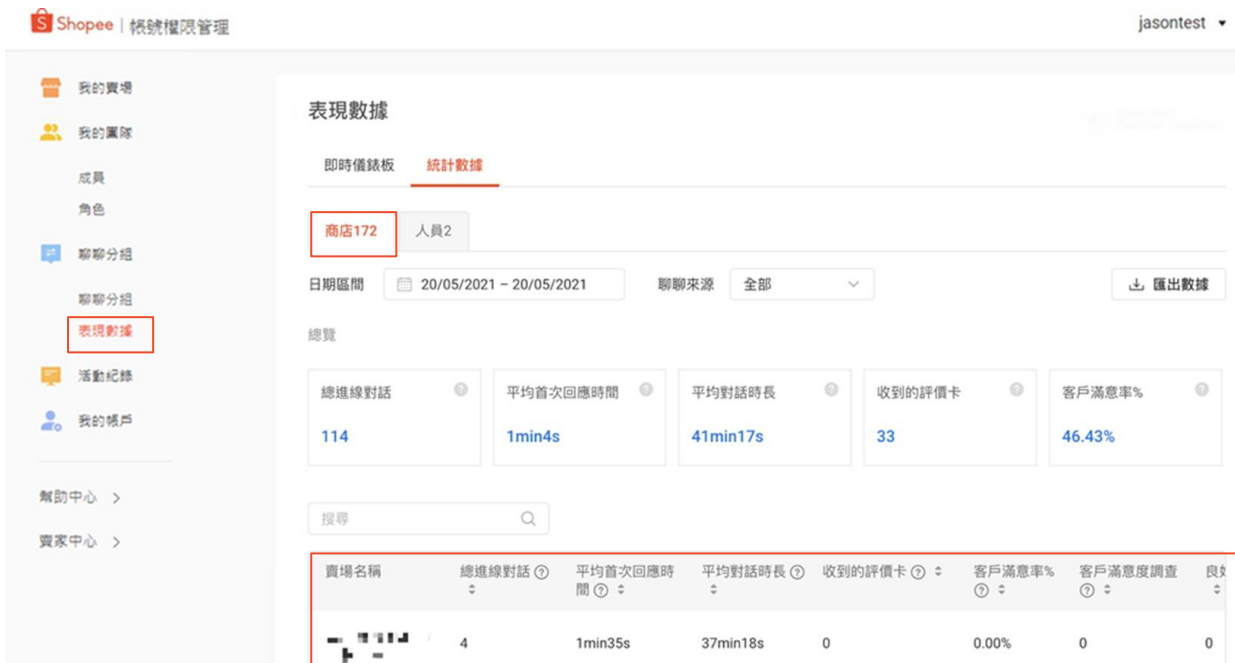 Shopee | 帳號權限管理
jasontest
我的賣場
我的團隊
成員
角色
聊聊分組
聊聊分組
表現數據
活動紀錄
我的帳戶
幫助中心
賣家中心
表現數據
即時儀錶板 統計數據
商店172 人員2
日期區間 20/05/2021 – 20/05/2021 聊聊來源 全部 匯出數據
總覽
總進線對話 平均首次回應時間 平均對話時長 收到的評價卡 客戶滿意率%
114 1min4s 41min17s 33 46.43%
搜尋
賣場名稱 總進線對話 平均首次回應時間 平均對話時長 收到的評價卡 客戶滿意率% 客戶滿意度調查 良
4 1min35s 37min18s 0 0.00% 0 0